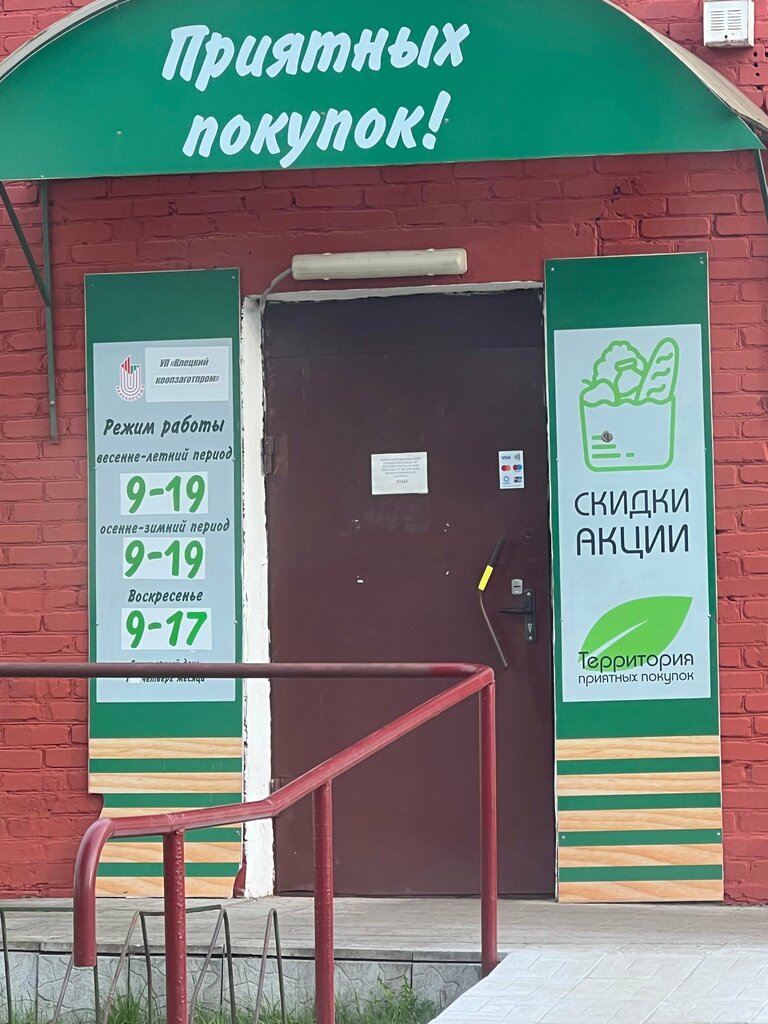 Приятных
покупок!
УП «Клецкий
коопзаготпром»
Режим работы
весенне-летний период
9-19
осенне-зимний период
9-19
Воскресенье
9-17
четверг месяца
VISA
СКИДКИ
АКЦИИ
Территория
приятных покупок